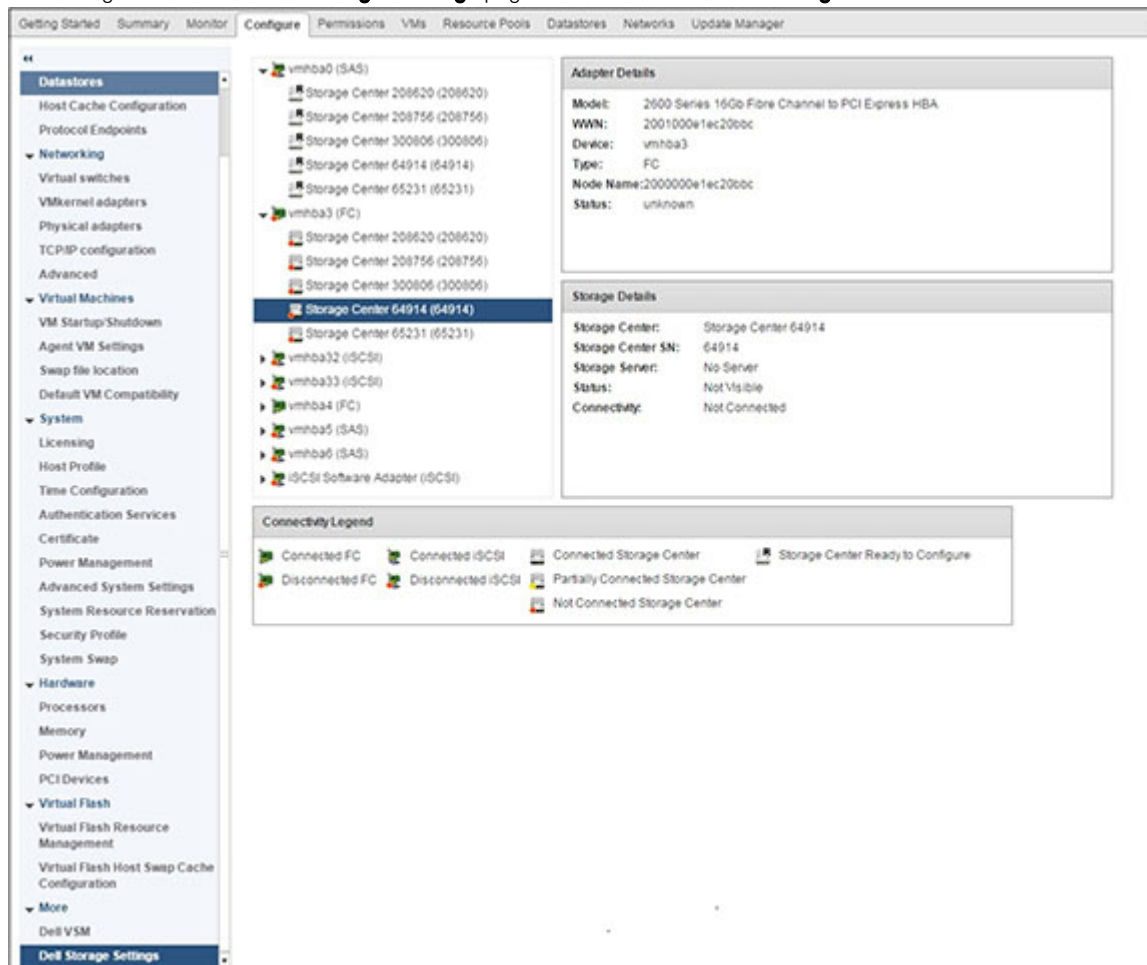 Getting Started Summary Monitor Configure Permissions VMs Resource Pools Datastores Networks Update Manager
Datastores
Host Cache Configuration
Protocol Endpoints
Networking
Virtual switches
VMkernel adapters
Physical adapters
TCP/IP configuration
Advanced
Virtual Machines
VM Startup/Shutdown
Agent VM Settings
Swap file location
Default VM Compatibility
System
Licensing
Host Profile
Time Configuration
Authentication Services
Certificate
Power Management
Advanced System Settings
System Resource Reservation
Security Profile
System Swap
Hardware
Processors
Memory
Power Management
PCI Devices
Virtual Flash
Virtual Flash Resource
Management
Virtual Flash Host Swap Cache
Configuration
More
Dell VSM
Dell Storage Settings
vmhba0 (SAS)
Storage Center 208620 (208620)
Storage Center 208756 (208756)
Storage Center 300806 (300806)
Storage Center 64914 (64914)
Storage Center 65231 (65231)
vmhba3 (FC)
Storage Center 208620 (208620)
Storage Center 208756 (208756)
Storage Center 300806 (300806)
Storage Center 64914 (64914)
Storage Center 65231 (65231)
vmhba32 (iSCSI)
vmhba33 (iSCSI)
vmhba4 (FC)
vmhba5 (SAS)
vmhba6 (SAS)
iSCSI Software Adapter (iSCSI)
Adapter Details
Model: 2600 Series 16Gb Fibre Channel to PCI Express HBA
WWN: 2001000e1ec20bbc
Device: vmhba3
Type: FC
Node Name:2000000e1ec20bbc
Status: unknown
Storage Details
Storage Center: Storage Center 64914
Storage Center SN: 64914
Storage Server: No Server
Status: Not Visible
Connectivity: Not Connected
Connectivity Legend
Connected FC Connected iSCSI Connected Storage Center Storage Center Ready to Configure
Disconnected FC Disconnected iSCSI Partially Connected Storage Center
Not Connected Storage Center